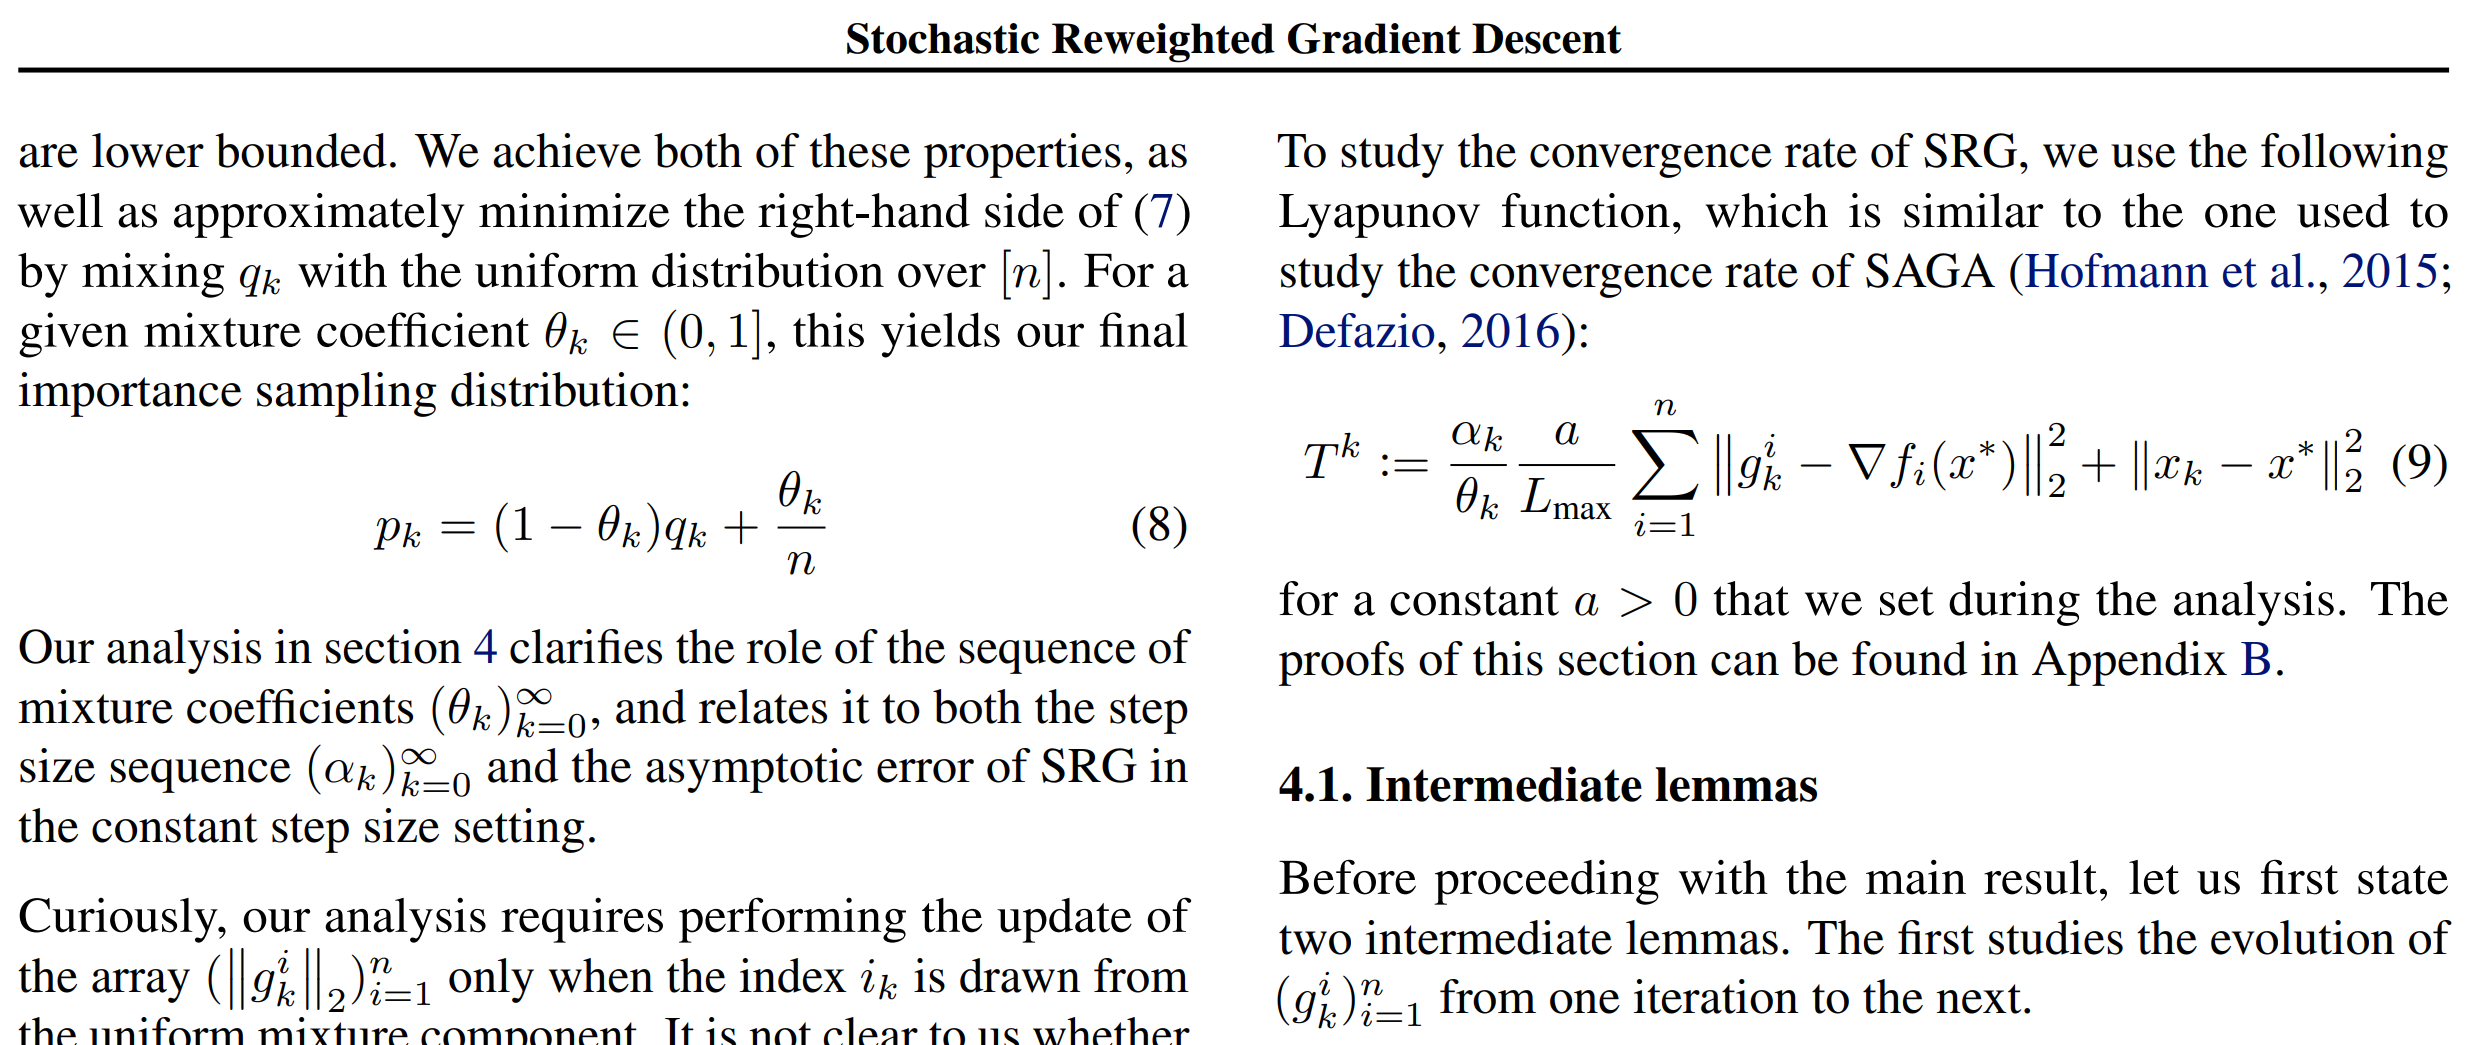 Stochastic Reweighted Gradient Descent
are lower bounded. We achieve both of these properties, as
well as approximately minimize the right-hand side of (7)
by mixing $q_k$ with the uniform distribution over $[n]$. For a
given mixture coefficient $\theta_k \in (0, 1]$, this yields our final
importance sampling distribution:
$p_k = (1 - \theta_k)q_k + \frac{\theta_k}{n}$ (8)
Our analysis in section 4 clarifies the role of the sequence of
mixture coefficients $(\theta_k)_{k=0}^{\infty}$, and relates it to both the step
size sequence $(\alpha_k)_{k=0}^{\infty}$ and the asymptotic error of SRG in
the constant step size setting.
Curiously, our analysis requires performing the update of
the array $(\left\|g_k^i\right\|_2)_{i=1}^n$ only when the index $i_k$ is drawn from
the uniform mixture component. It is not clear to us whether
To study the convergence rate of SRG, we use the following
Lyapunov function, which is similar to the one used to
study the convergence rate of SAGA (Hofmann et al., 2015;
Defazio, 2016):
$T^k := \frac{\alpha_k}{\theta_k} \frac{a}{L_{\max}} \sum_{i=1}^n \left\|g_k^i - \nabla f_i(x^*)\right\|_2^2 + \left\|x_k - x^*\right\|_2^2$ (9)
for a constant $a > 0$ that we set during the analysis. The
proofs of this section can be found in Appendix B.
4.1. Intermediate lemmas
Before proceeding with the main result, let us first state
two intermediate lemmas. The first studies the evolution of
$(g_k^i)_{i=1}^n$ from one iteration to the next.